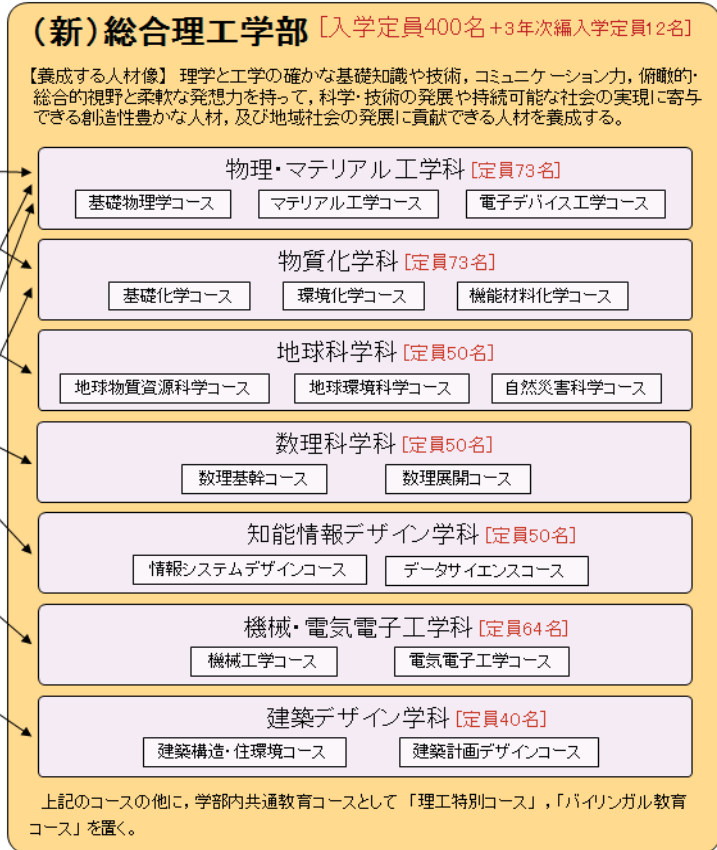 (新)総合理工学部 [入学定員400名+3年次編入学定員12名]
【養成する人材像】 理学と工学の確かな基礎知識や技術,コミュニケーション力,俯瞰的・
総合的視野と柔軟な発想力を持って,科学・技術の発展や持続可能な社会の実現に寄与
できる創造性豊かな人材,及び地域社会の発展に貢献できる人材を養成する。
物理・マテリアル工学科 [定員73名]
基礎物理学コース マテリアル工学コース 電子デバイス工学コース
物質化学科 [定員73名]
基礎化学コース 環境化学コース 機能材料化学コース
地球科学科 [定員50名]
地球物質資源科学コース 地球環境科学コース 自然災害科学コース
数理科学科 [定員50名]
数理基幹コース 数理展開コース
知能情報デザイン学科 [定員50名]
情報システムデザインコース データサイエンスコース
機械・電気電子工学科 [定員64名]
機械工学コース 電気電子工学コース
建築デザイン学科 [定員40名]
建築構造・住環境コース 建築計画デザインコース
上記のコースの他に,学部内共通教育コースとして「理工特別コース」,「バイリンガル教育
コース」を置く。